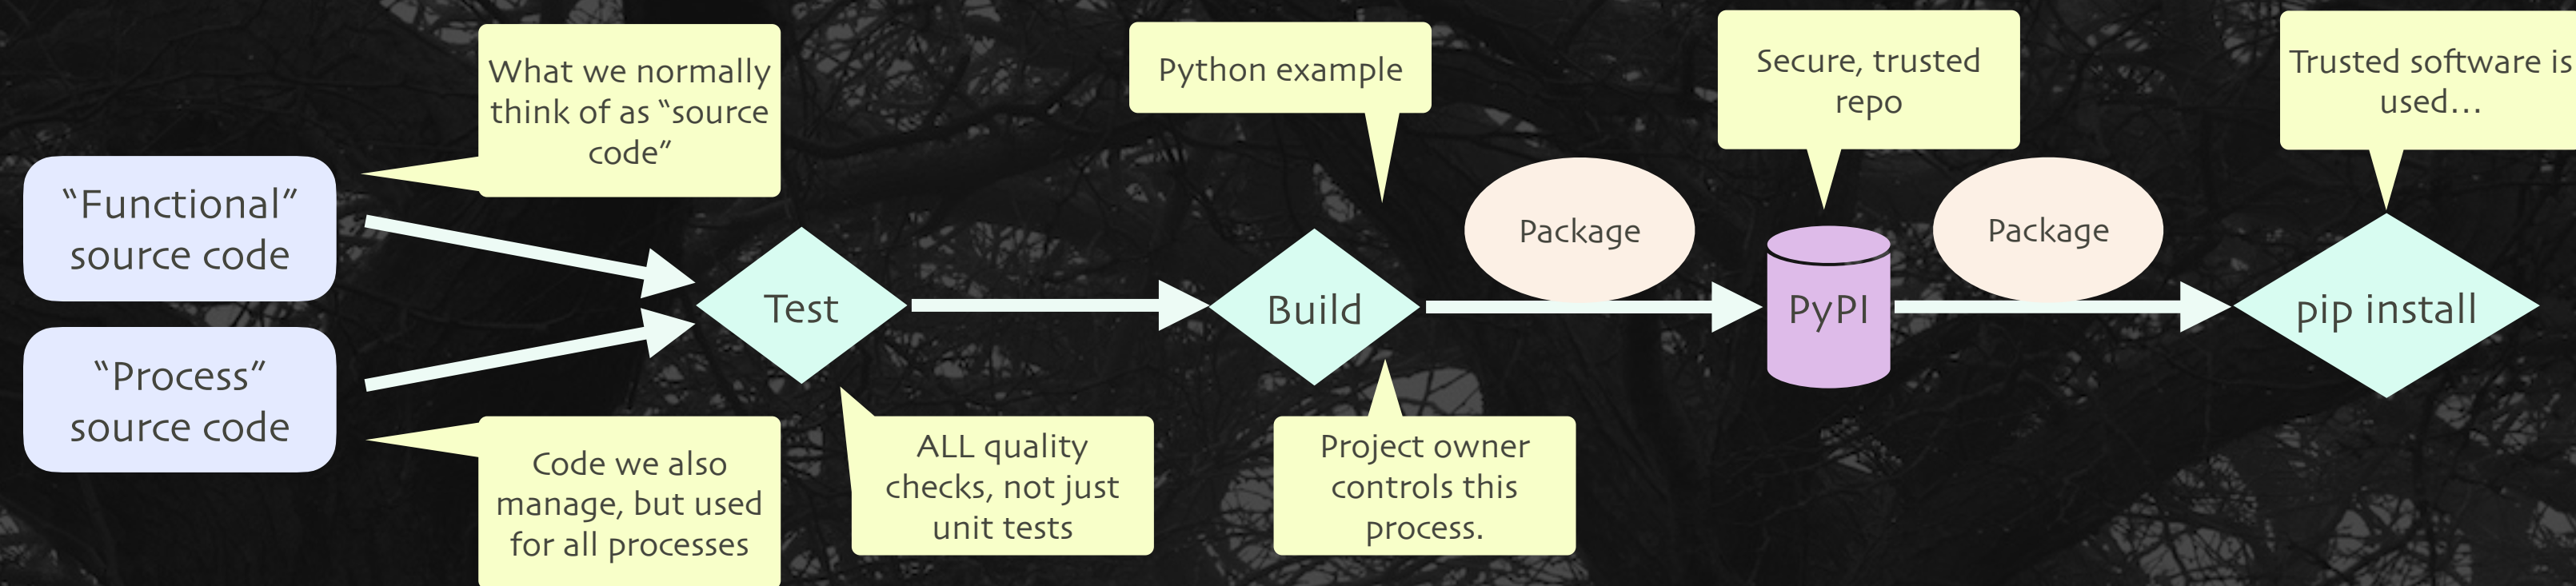 What we normally
think of as “source
code”
Python example
Secure, trusted
repo
Trusted software is
used...
“Functional”
source code
“Process”
source code
Test
Build
Package
PyPI
Package
pip install
Code we also
manage, but used
for all processes
ALL quality
checks, not just
unit tests
Project owner
controls this
process.